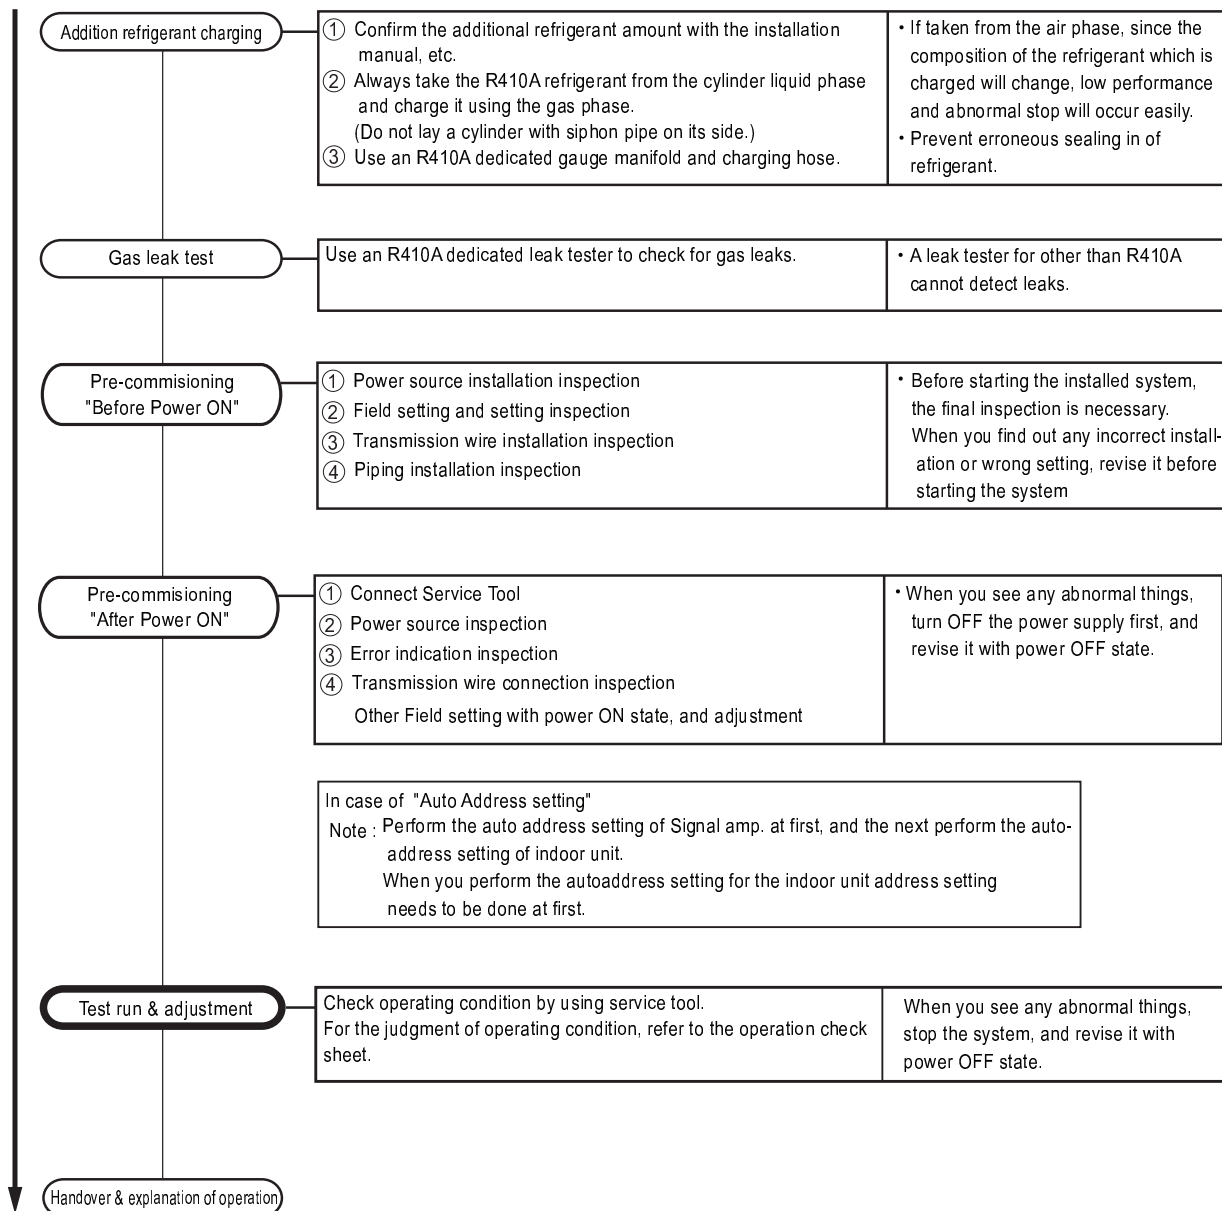 Addition refrigerant charging
① Confirm the additional refrigerant amount with the installation
manual, etc.
② Always take the R410A refrigerant from the cylinder liquid phase
and charge it using the gas phase.
(Do not lay a cylinder with siphon pipe on its side.)
③ Use an R410A dedicated gauge manifold and charging hose.
・If taken from the air phase, since the
composition of the refrigerant which is
charged will change, low performance
and abnormal stop will occur easily.
・Prevent erroneous sealing in of
refrigerant.
Gas leak test
Use an R410A dedicated leak tester to check for gas leaks.
・A leak tester for other than R410A
cannot detect leaks.
Pre-commisioning
"Before Power ON"
① Power source installation inspection
② Field setting and setting inspection
③ Transmission wire installation inspection
④ Piping installation inspection
・Before starting the installed system,
the final inspection is necessary.
When you find out any incorrect install-
ation or wrong setting, revise it before
starting the system
Pre-commisioning
"After Power ON"
① Connect Service Tool
② Power source inspection
③ Error indication inspection
④ Transmission wire connection inspection
Other Field setting with power ON state, and adjustment
・When you see any abnormal things,
turn OFF the power supply first, and
revise it with power OFF state.
In case of "Auto Address setting"
Note : Perform the auto address setting of Signal amp. at first, and the next perform the auto-
address setting of indoor unit.
When you perform the autoaddress setting for the indoor unit address setting
needs to be done at first.
Test run & adjustment
Check operating condition by using service tool.
For the judgment of operating condition, refer to the operation check
sheet.
When you see any abnormal things,
stop the system, and revise it with
power OFF state.
Handover & explanation of operation